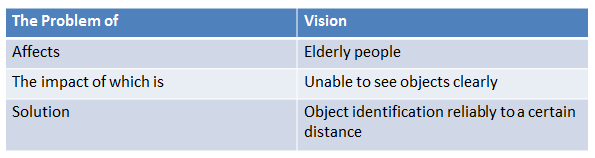 The Problem of Vision
Affects Elderly people
The impact of which is Unable to see objects clearly
Solution Object identification reliably to a certain
distance